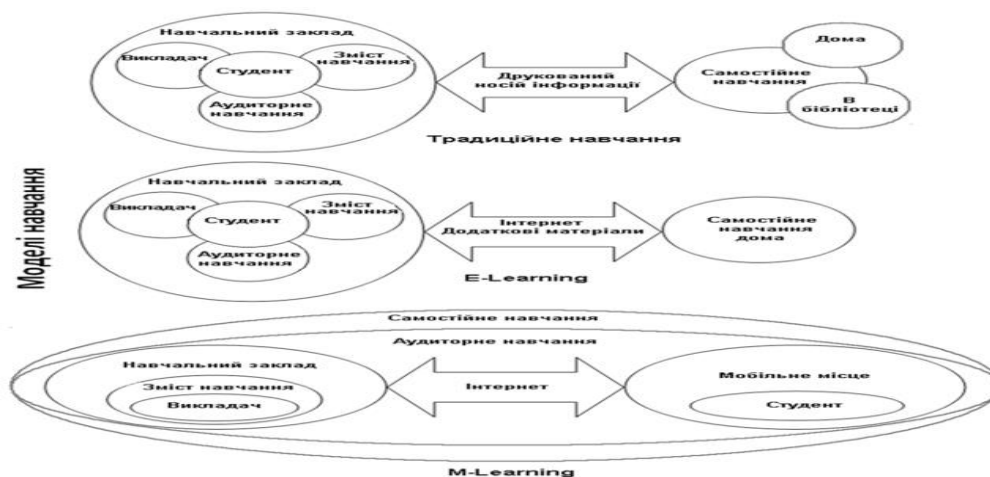 Моделі навчання
Навчальний заклад
Викладач
Студент
Зміст
навчання
Аудиторне
навчання
Друкований
носій інформації
Самостійне
навчання
Дома
В
бібліотеці
Традиційне навчання
Навчальний заклад
Викладач
Студент
Зміст
навчання
Аудиторне
навчання
Інтернет
Додаткові матеріали
Самостійне
навчання
дома
E-Learning
Самостійне навчання
Аудиторне навчання
Навчальний заклад
Зміст навчання
Викладач
Інтернет
Мобільне місце
Студент
M-Learning